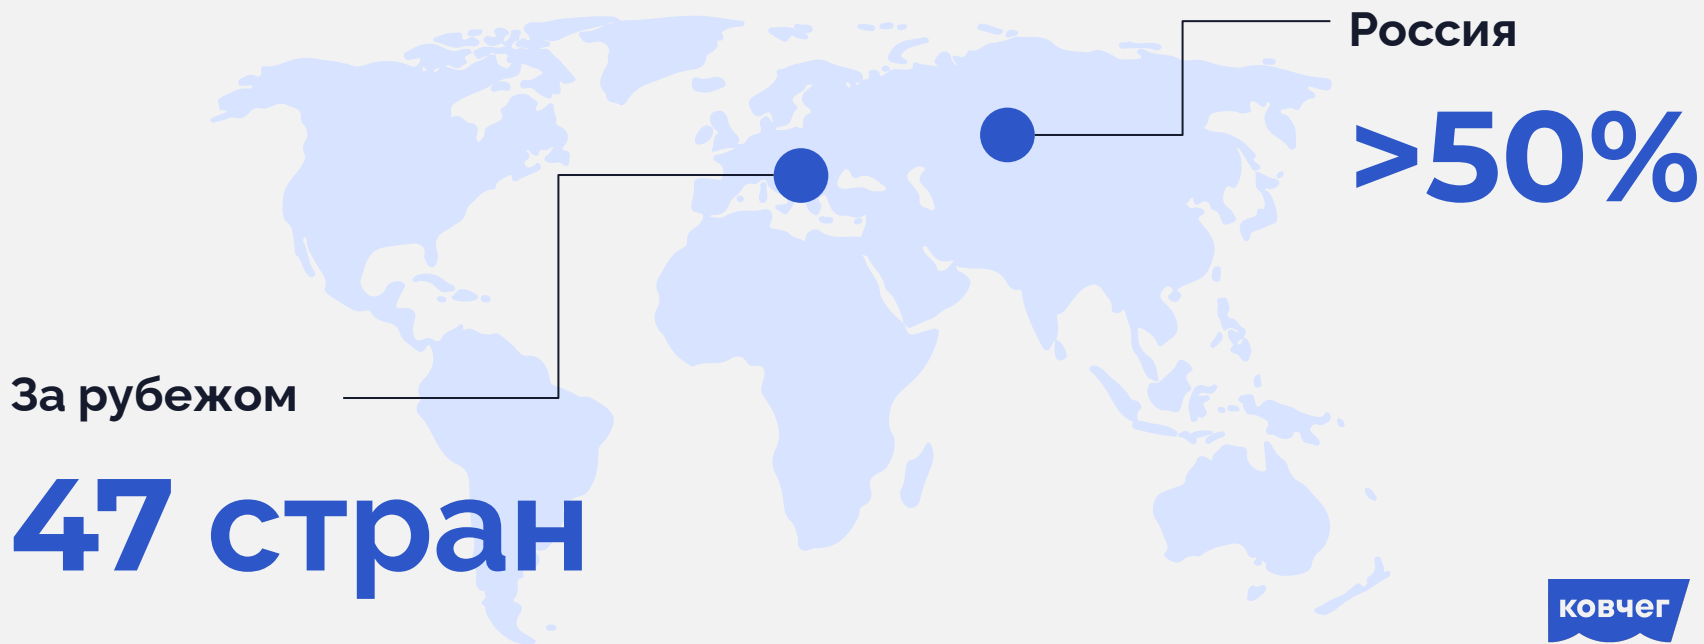 Россия
>50%
За рубежом
47 стран
ковчег